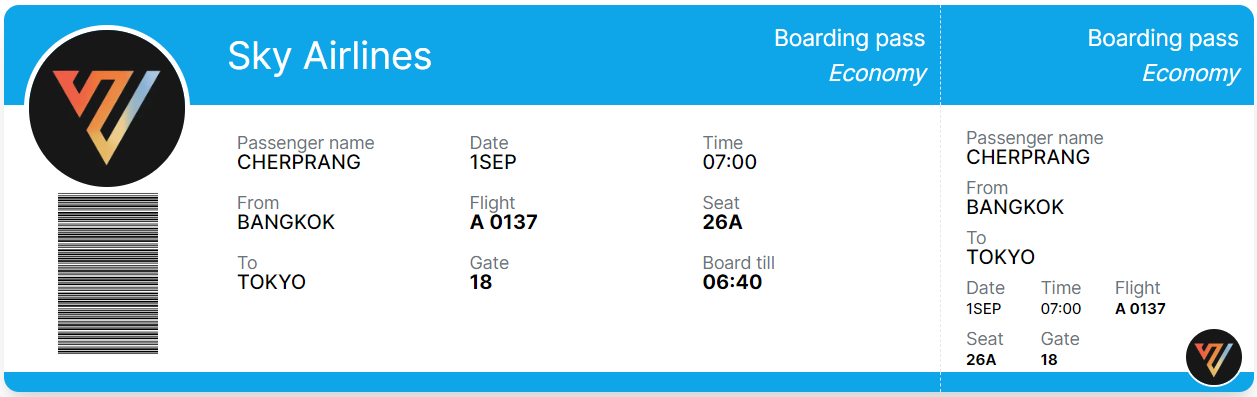 Sky Airlines
Boarding pass
Economy
Passenger name
CHERPRANG
Date
1SEP
Time
07:00
From
BANGKOK
Flight
A 0137
Seat
26A
To
TOKYO
Gate
18
Board till
06:40
Boarding pass
Economy
Passenger name
CHERPRANG
From
BANGKOK
To
TOKYO
Date Time Flight
1SEP 07:00 A 0137
Seat Gate
26A 18